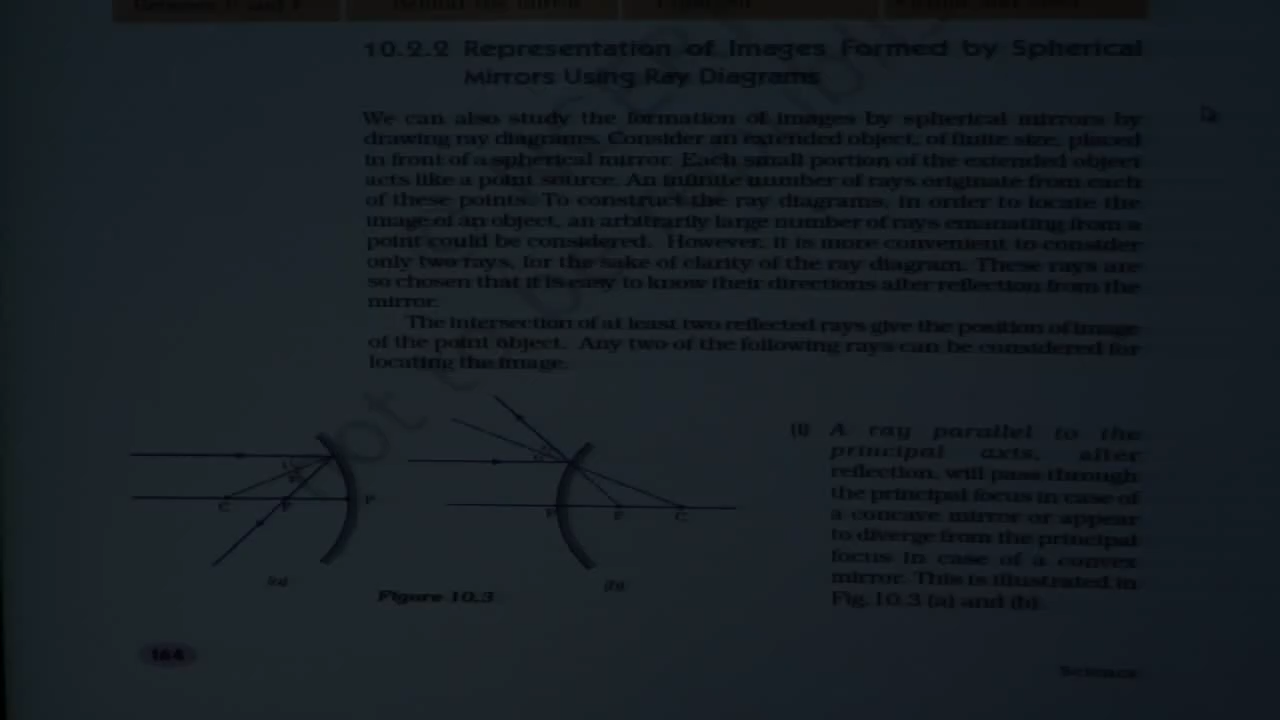 Between P and F Behind the mirror Enlarged
10.2.2 Representation of Images Formed by Spherical
Mirrors Using Ray Diagrams
We can also study the formation of images by spherical mirrors by
drawing ray diagrams. Consider an extended object, of finite size, placed
in front of a spherical mirror. Each small portion of the extended object
acts like a point source. An infinite number of rays originate from each
of these points. To construct the ray diagrams, in order to locate the
image of an object, an arbitrarily large number of rays emanating from a
point could be considered. However, it is more convenient to consider
only two rays, for the sake of clarity of the ray diagram. These rays are
so chosen that it is easy to know their directions after reflection from the
mirror.
The intersection of at least two reflected rays give the position of image
of the point object. Any two of the following rays can be considered for
locating the image.
(i) A ray parallel to the
principal axis, after
reflection, will pass through
the principal focus in case of
a concave mirror or appear
to diverge from the principal
focus in case of a convex
mirror. This is illustrated in
Fig. 10.3 (a) and (b).
C F P
P F C
(a) (b)
Figure 10.3
164
Science